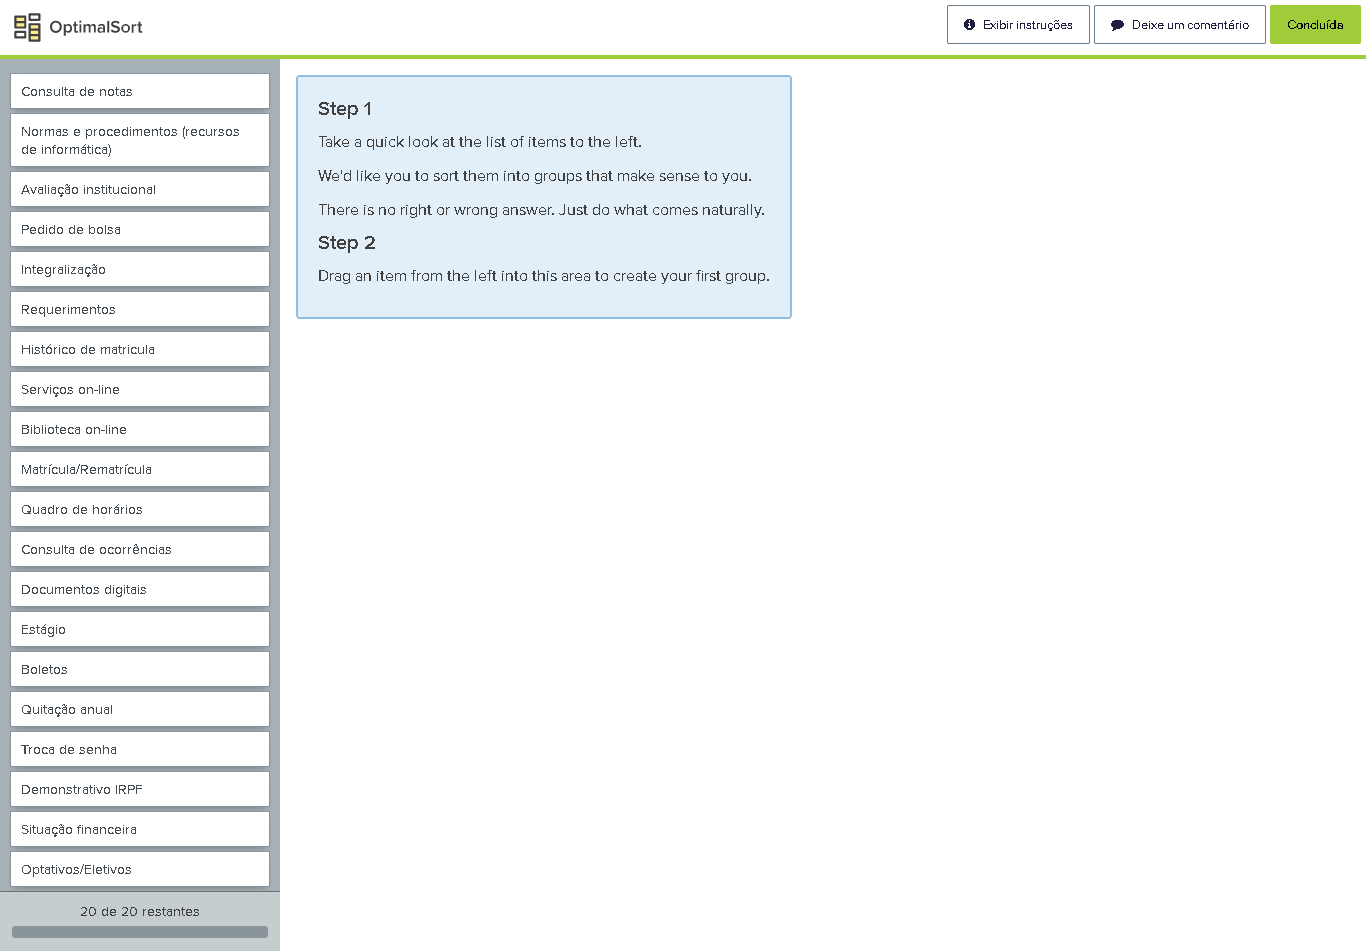 OptimalSort
Exibir instruções
Deixe um comentário
Concluída
Consulta de notas
Normas e procedimentos (recursos
de informática)
Avaliação institucional
Pedido de bolsa
Integralização
Requerimentos
Histórico de matricula
Serviços on-line
Biblioteca on-line
Matrícula/Rematrícula
Quadro de horários
Consulta de ocorrências
Documentos digitais
Estágio
Boletos
Quitação anual
Troca de senha
Demonstrativo IRPF
Situação financeira
Optativos/Eletivos
20 de 20 restantes
Step 1
Take a quick look at the list of items to the left.
We'd like you to sort them into groups that make sense to you.
There is no right or wrong answer. Just do what comes naturally.
Step 2
Drag an item from the left into this area to create your first group.